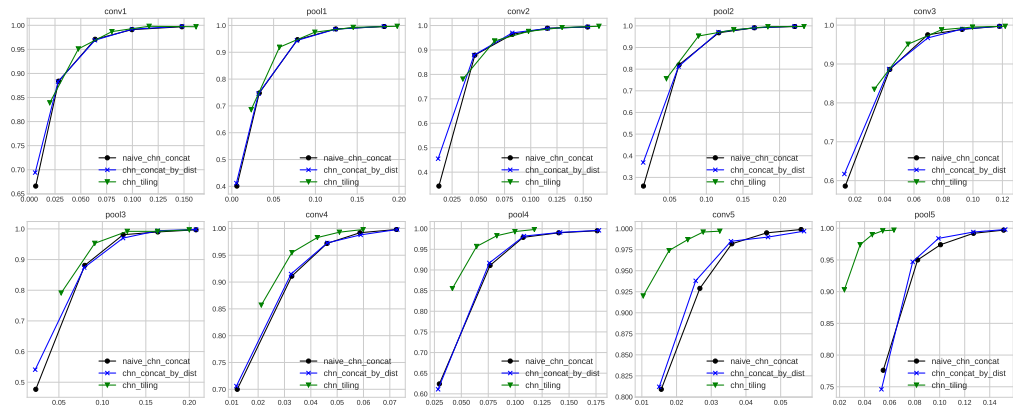 conv1
1.00
0.95
0.90
0.85
0.80
0.75
0.70
0.65
0.000 0.025 0.050 0.075 0.100 0.125 0.150
naive_chn_concat
chn_concat_by_dist
chn_tiling
pool1
1.0
0.9
0.8
0.7
0.6
0.5
0.4
0.00 0.05 0.10 0.15 0.20
naive_chn_concat
chn_concat_by_dist
chn_tiling
conv2
1.0
0.9
0.8
0.7
0.6
0.5
0.4
0.025 0.050 0.075 0.100 0.125 0.150
naive_chn_concat
chn_concat_by_dist
chn_tiling
pool2
1.0
0.9
0.8
0.7
0.6
0.5
0.4
0.3
0.05 0.10 0.15 0.20
naive_chn_concat
chn_concat_by_dist
chn_tiling
conv3
1.0
0.9
0.8
0.7
0.6
0.02 0.04 0.06 0.08 0.10 0.12
naive_chn_concat
chn_concat_by_dist
chn_tiling
pool3
1.0
0.9
0.8
0.7
0.6
0.5
0.05 0.10 0.15 0.20
naive_chn_concat
chn_concat_by_dist
chn_tiling
conv4
1.00
0.95
0.90
0.85
0.80
0.75
0.70
0.01 0.02 0.03 0.04 0.05 0.06 0.07
naive_chn_concat
chn_concat_by_dist
chn_tiling
pool4
1.00
0.95
0.90
0.85
0.80
0.75
0.70
0.65
0.60
0.025 0.050 0.075 0.100 0.125 0.150 0.175
naive_chn_concat
chn_concat_by_dist
chn_tiling
conv5
1.000
0.975
0.950
0.925
0.900
0.875
0.850
0.825
0.800
0.01 0.02 0.03 0.04 0.05
naive_chn_concat
chn_concat_by_dist
chn_tiling
pool5
1.00
0.95
0.90
0.85
0.80
0.75
0.02 0.04 0.06 0.08 0.10 0.12 0.14
naive_chn_concat
chn_concat_by_dist
chn_tiling